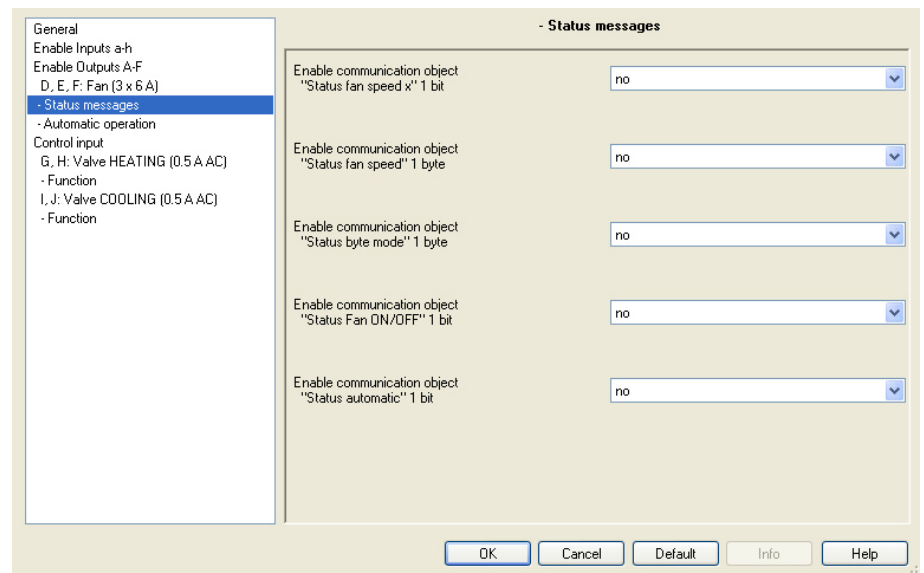 General
Enable Inputs a-h
Enable Outputs A-F
D, E, F: Fan (3 x 6 A)
- Status messages
- Automatic operation
Control input
G, H: Valve HEATING (0.5 A AC)
- Function
I, J: Valve COOLING (0.5 A AC)
- Function
- Status messages
Enable communication object
"Status fan speed x" 1 bit
no
Enable communication object
"Status fan speed" 1 byte
no
Enable communication object
"Status byte mode" 1 byte
no
Enable communication object
"Status Fan ON/OFF" 1 bit
no
Enable communication object
"Status automatic" 1 bit
no
OK
Cancel
Default
Info
Help